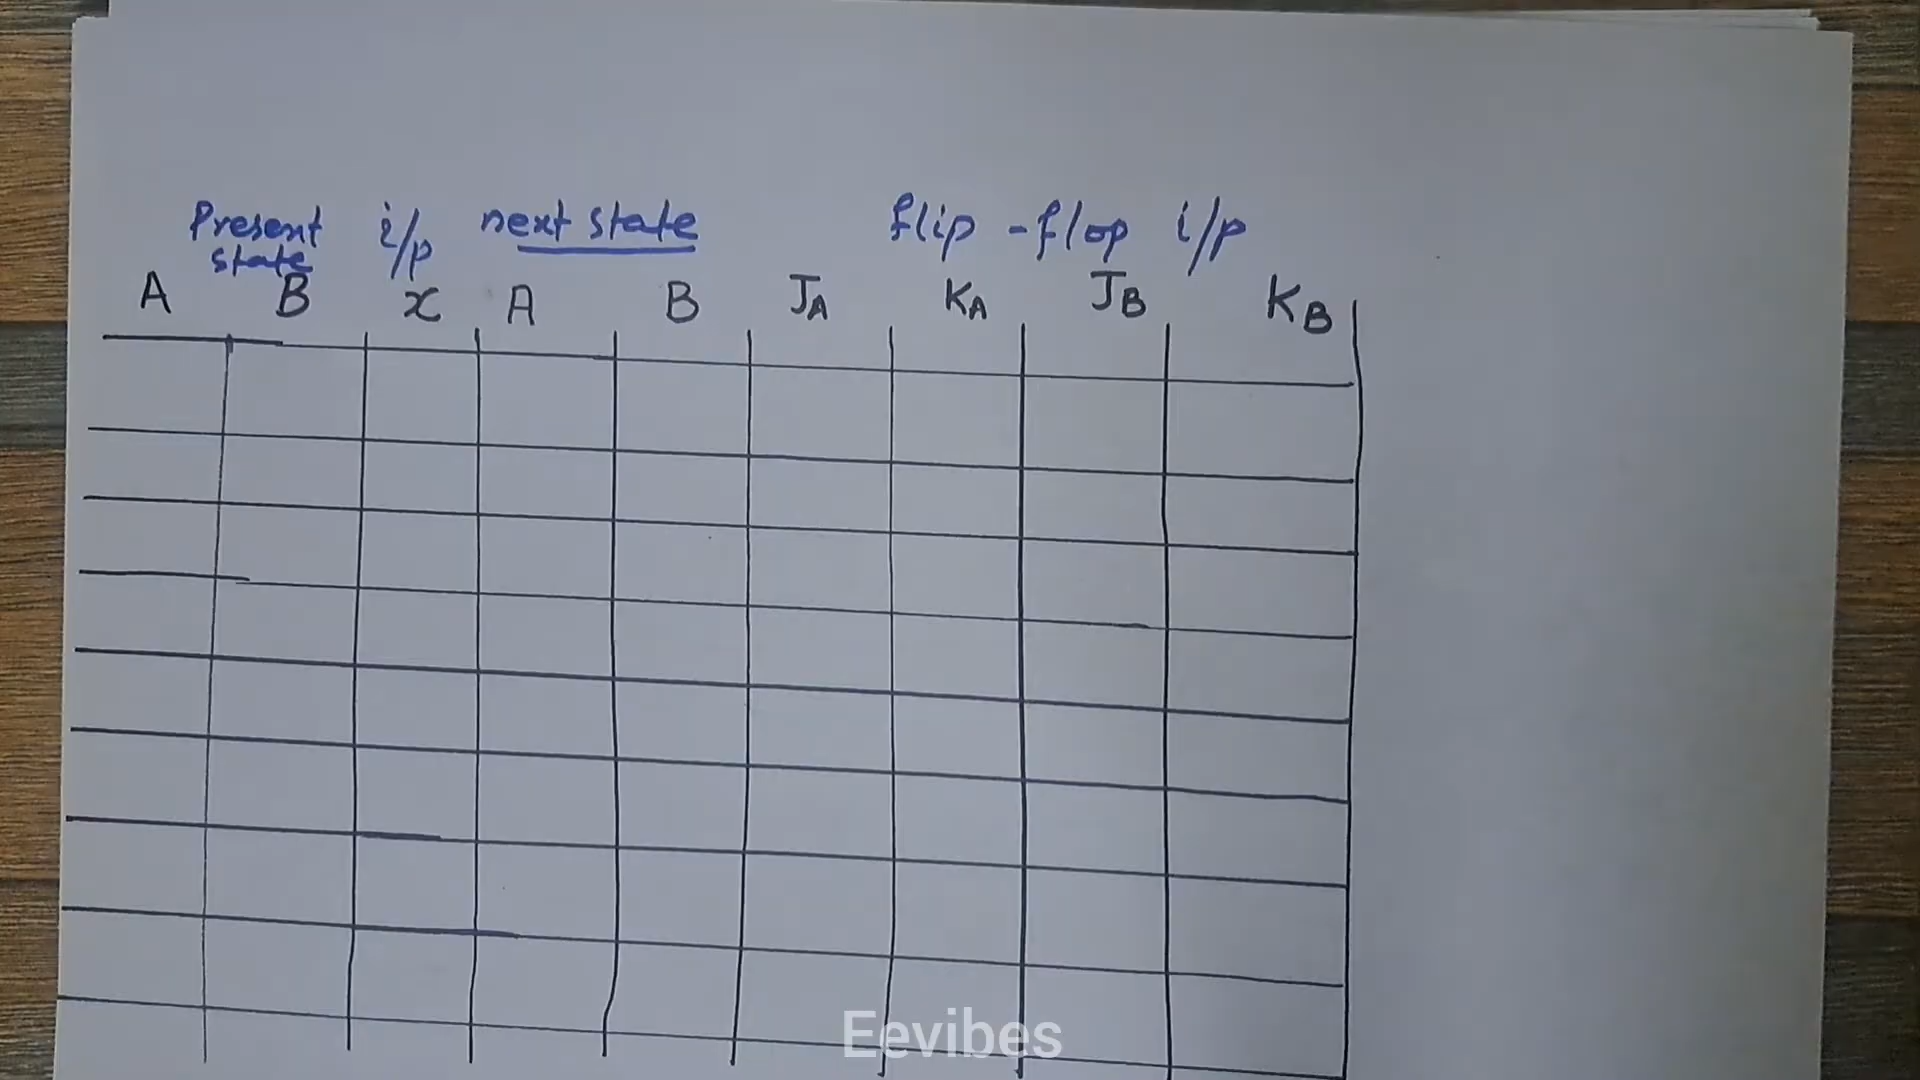 Present state i/p next state flip-flop i/p
A B x A B JA KA JB KB
Eevibes